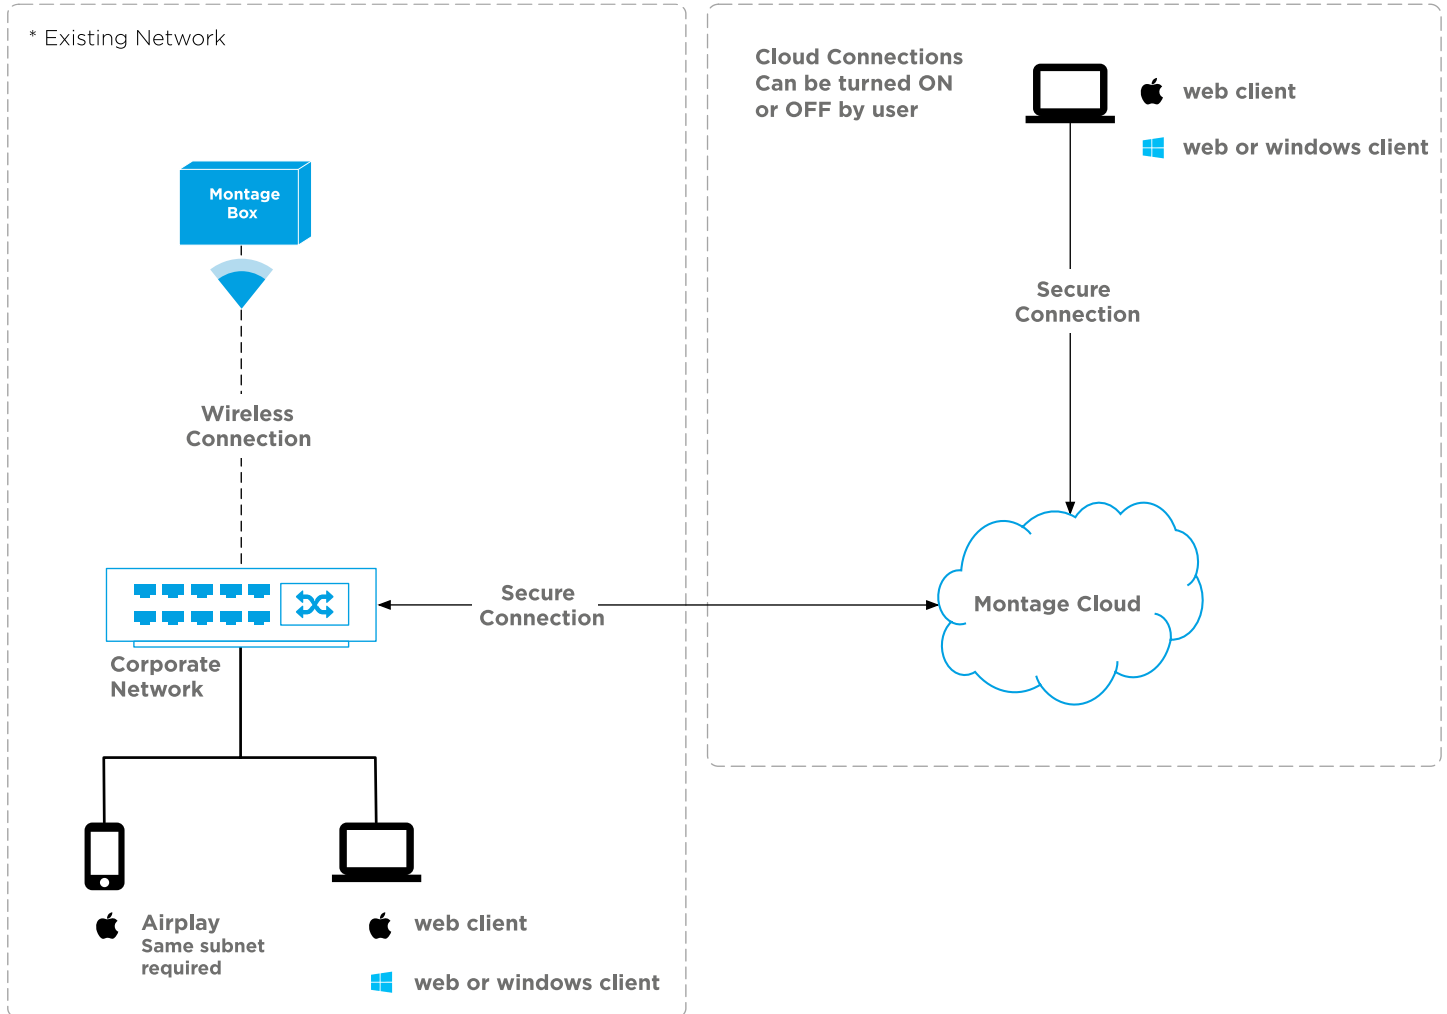 * Existing Network
Montage
Box
Wireless
Connection
Corporate
Network
Airplay
Same subnet
required
web client
web or windows client
Secure
Connection
Cloud Connections
Can be turned ON
or OFF by user
web client
web or windows client
Secure
Connection
Montage Cloud